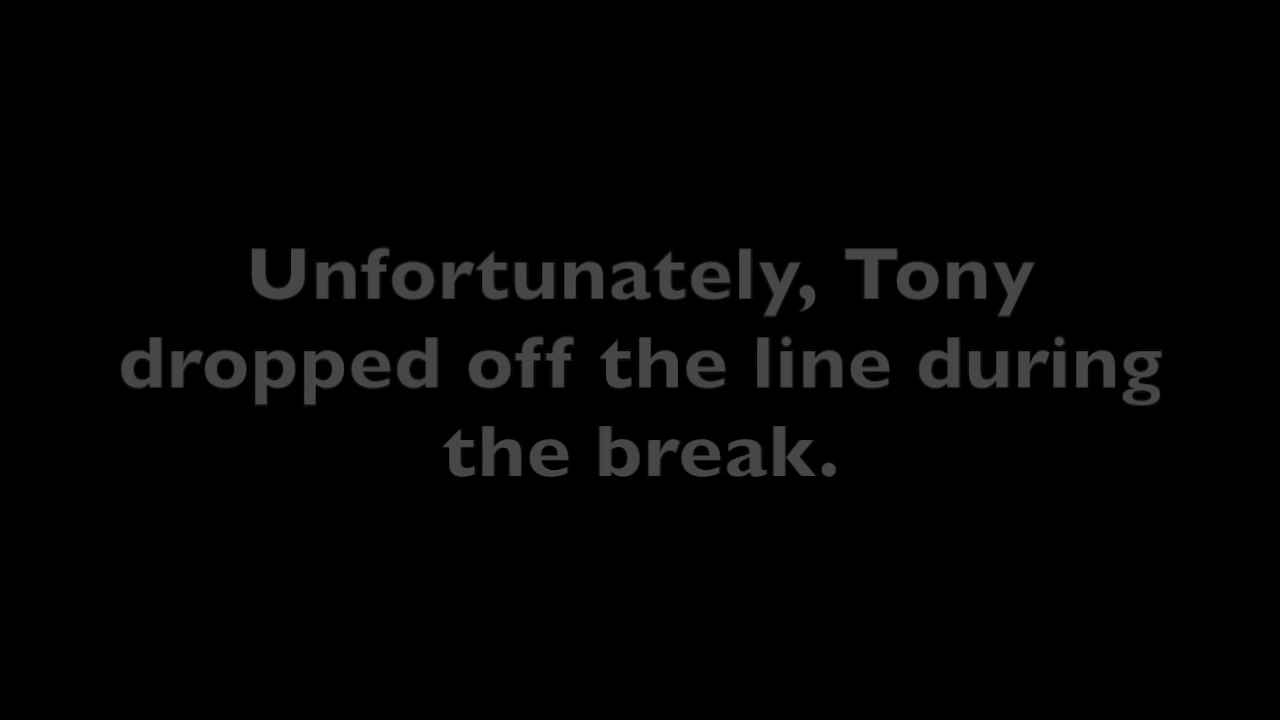 Unfortunately, Tony
dropped off the line during
the break.